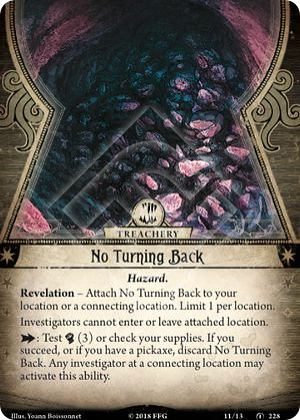 TREACHERY
No Turning Back
Hazard.
Revelation – Attach No Turning Back to your
location or a connecting location. Limit 1 per location.
Investigators cannot enter or leave attached location.
: Test (3) or check your supplies. If you
succeed, or if you have a pickaxe, discard No Turning
Back. Any investigator at a connecting location may
activate this ability.
Illus. Yoann Boissonnet © 2018 FFG 11/13 228